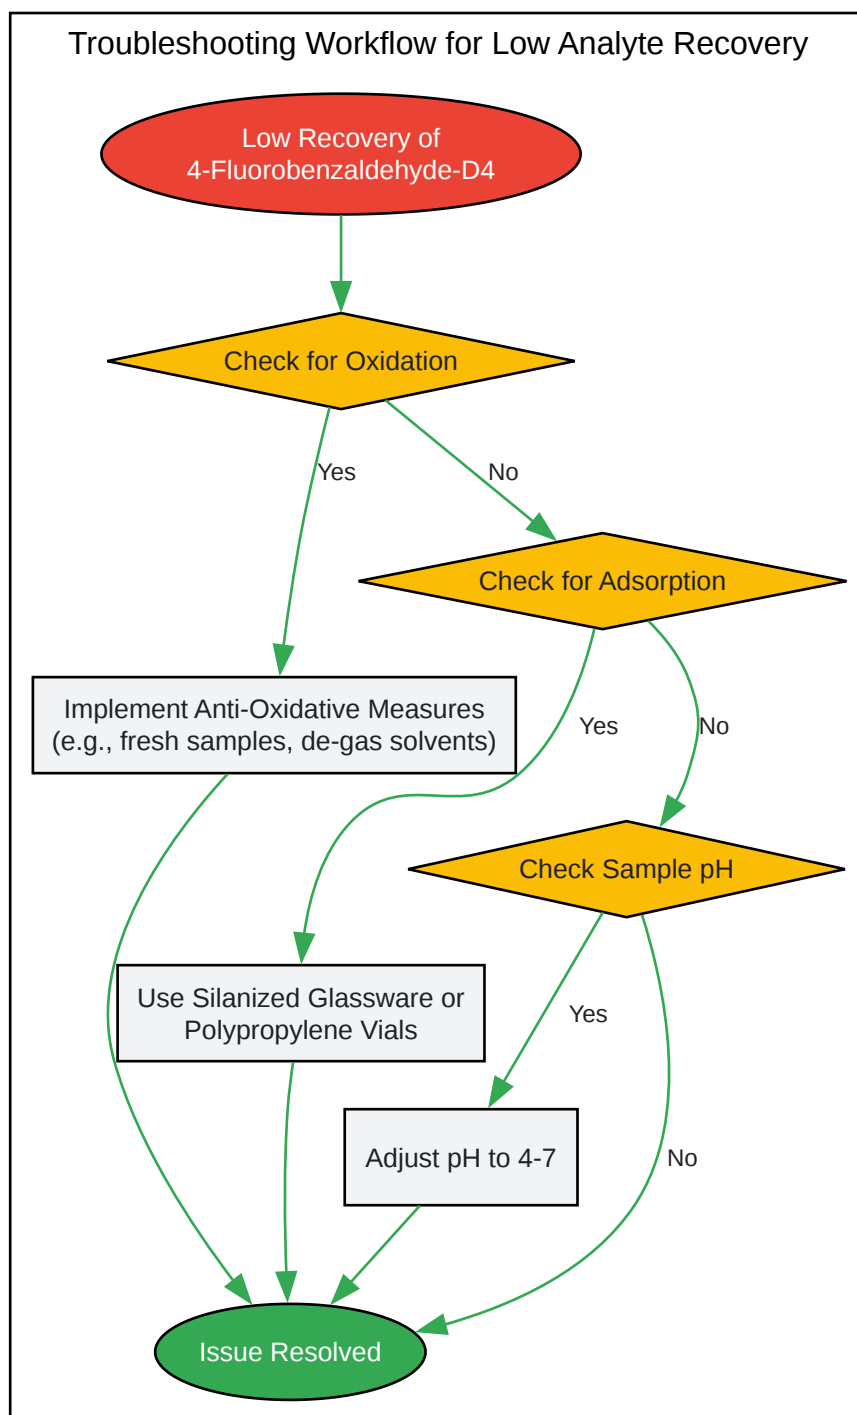 Troubleshooting Workflow for Low Analyte Recovery
Low Recovery of
4-Fluorobenzaldehyde-D4
Check for Oxidation
Yes
No
Check for Adsorption
Implement Anti-Oxidative Measures
(e.g., fresh samples, de-gas solvents)
Yes
No
Check Sample pH
Use Silanized Glassware or
Polypropylene Vials
Yes
Adjust pH to 4-7
No
Issue Resolved